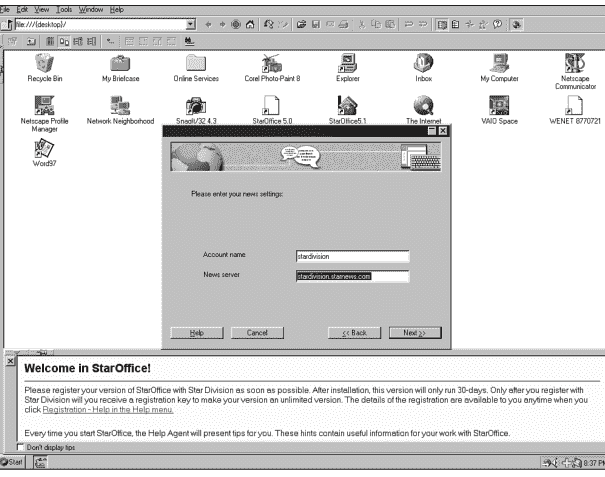 File Edit View Tools Window Help
file:///{desktop}/
Recycle Bin
My Briefcase
Online Services
Corel Photo-Paint 8
Explorer
Inbox
My Computer
Netscape Communicator
Netscape Profile Manager
Network Neighborhood
SnagIt/32 4.3
StarOffice 5.0
StarOffice5.1
The Internet
VAIO Space
WENET 8770721
Word97
Please enter your news settings:
Account name
stardivision
News server
stardivision.starnews.com
Help
Cancel
<< Back
Next >>
Welcome in StarOffice!
Please register your version of StarOffice with Star Division as soon as possible. After installation, this version will only run 30-days. Only after you register with
Star Division will you receive a registration key to make your version an unlimited version. The details of the registration are available to you anytime when you
click Registration - Help in the Help menu.
Every time you start StarOffice, the Help Agent will present tips for you. These hints contain useful information for your work with StarOffice.
Don't display tips
Start
8:37 PM